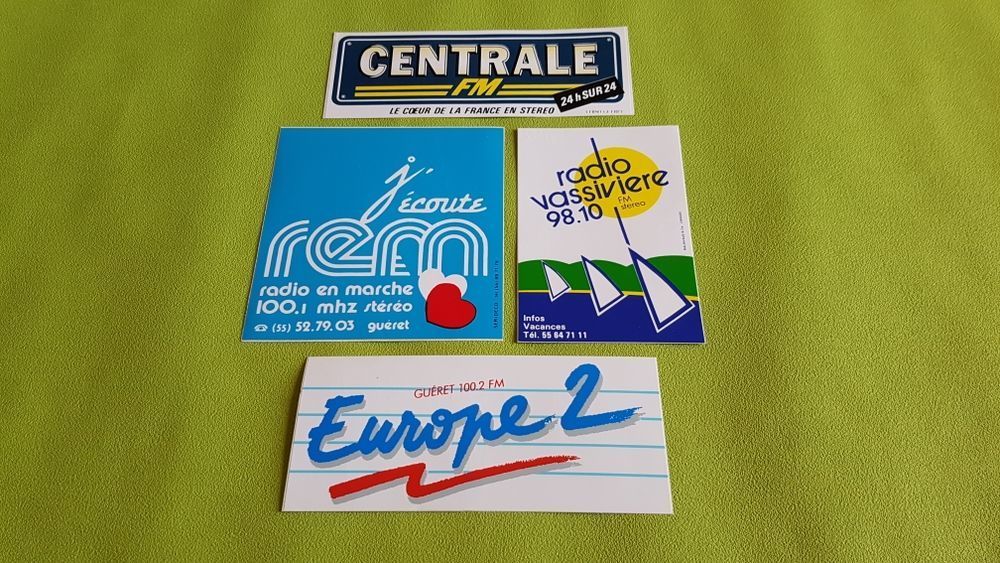 CENTRALE
FM
24 h SUR 24
LE CŒUR DE LA FRANCE EN STEREO
j'écoute
rem
radio en marche
100.1 mhz stéréo
☎ (55) 52.79.03 guéret
radio
vassiviere
98.10
FM
stereo
Infos
Vacances
Tél. 55 64 71 11
GUÉRET 100.2 FM
Europe 2